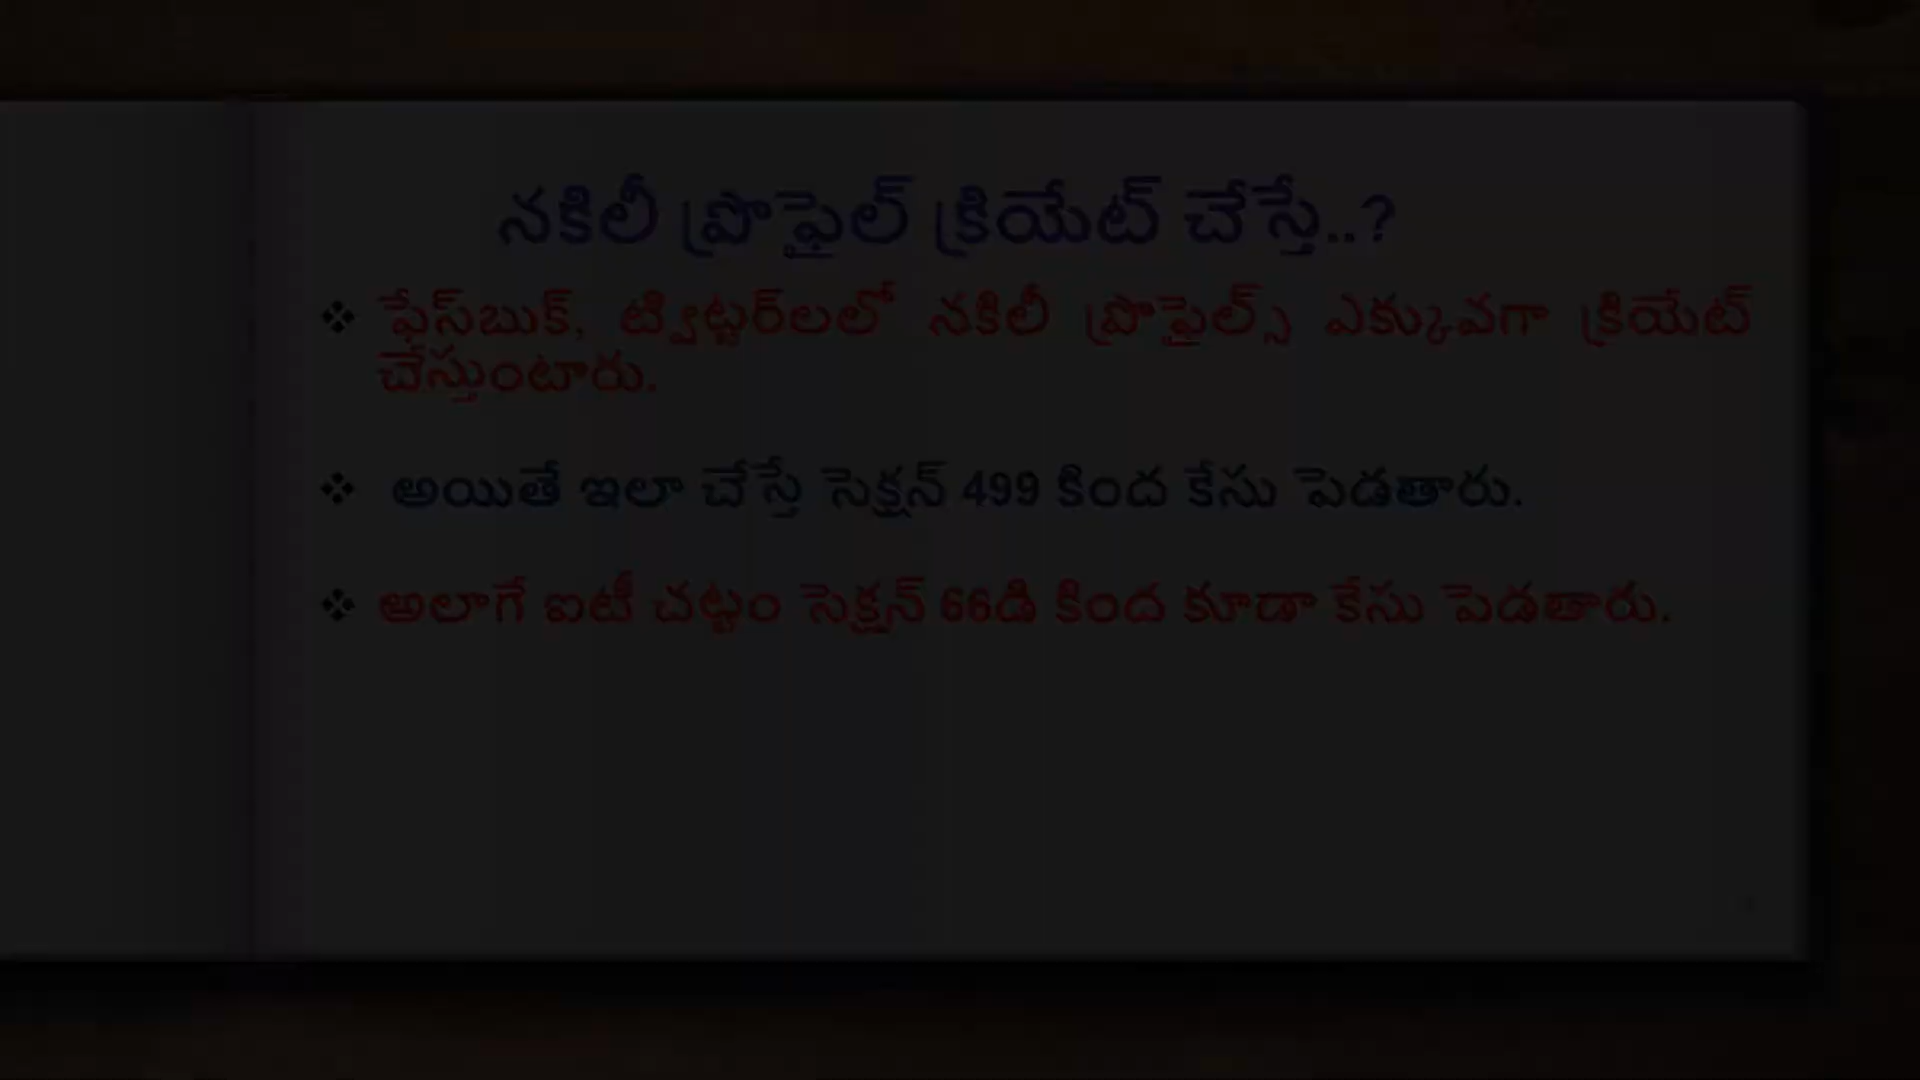 నకిలీ ప్రొఫైల్ క్రియేట్ చేస్తే..?
❖ ఫేస్‌బుక్, ట్విట్టర్‌లలో నకిలీ ప్రొఫైల్స్ ఎక్కువగా క్రియేట్
చేస్తుంటారు.
❖ అయితే ఇలా చేస్తే సెక్షన్ 499 కింద కేసు పెడతారు.
❖ అలాగే ఐటీ చట్టం సెక్షన్ 66డి కింద కూడా కేసు పెడతారు.